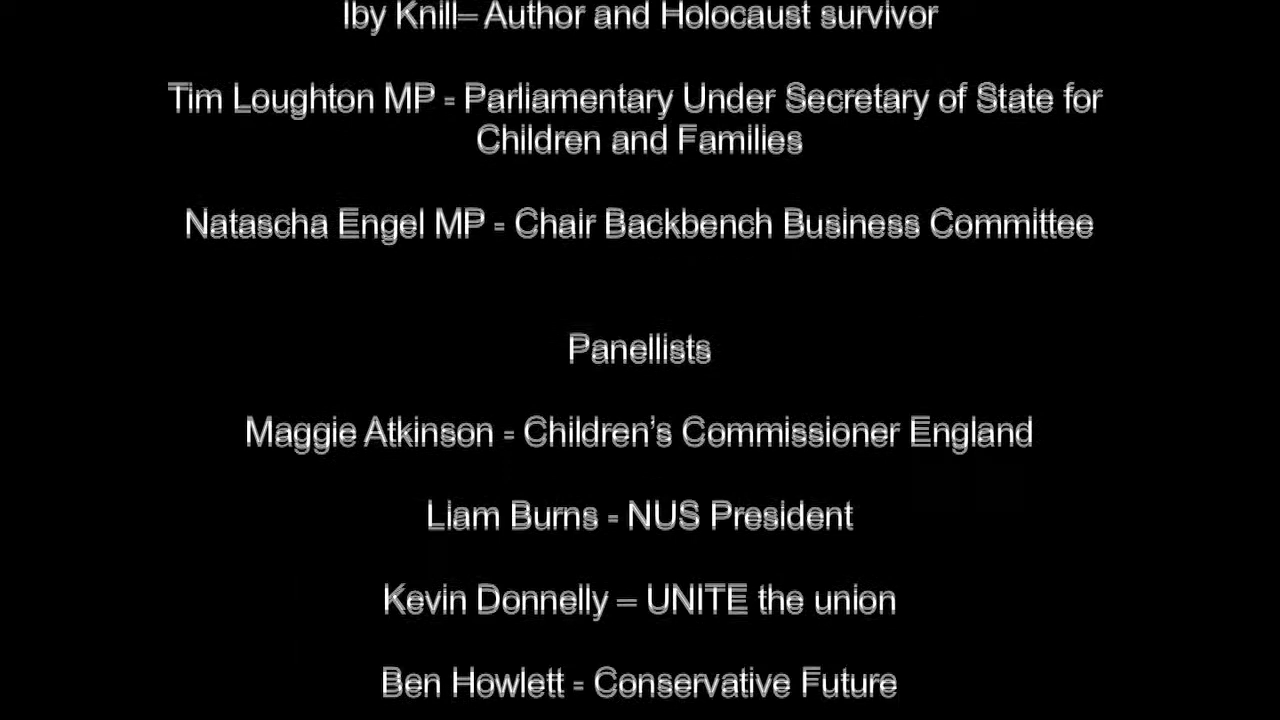 Iby Knill– Author and Holocaust survivor
Tim Loughton MP - Parliamentary Under Secretary of State for
Children and Families
Natascha Engel MP - Chair Backbench Business Committee
Panellists
Maggie Atkinson - Children’s Commissioner England
Liam Burns - NUS President
Kevin Donnelly – UNITE the union
Ben Howlett - Conservative Future